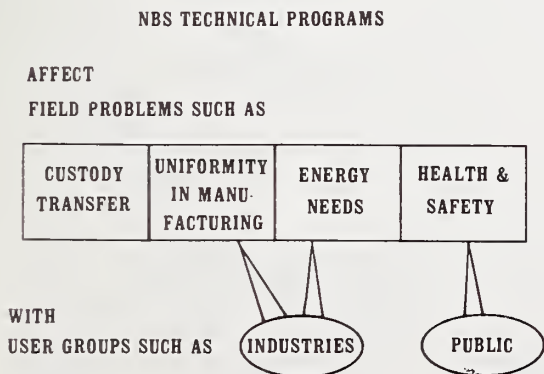 NBS TECHNICAL PROGRAMS
AFFECT
FIELD PROBLEMS SUCH AS
CUSTODY
TRANSFER
UNIFORMITY
IN MANU-
FACTURING
ENERGY
NEEDS
HEALTH &
SAFETY
WITH
USER GROUPS SUCH AS
INDUSTRIES
PUBLIC